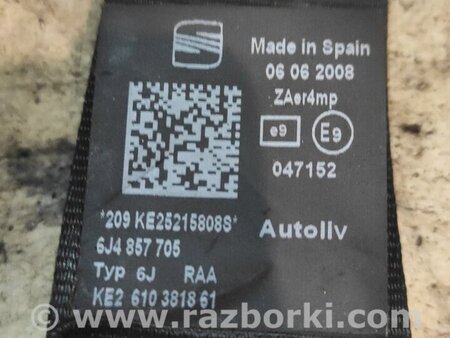 Made in Spain
06 06 2008
ZAer4mp
e9 E9
047152
*209 KE25215808S*
6J4 857 705
Autoliv
Typ 6J RAA
KE2 610 3818 61
www.razborki.com